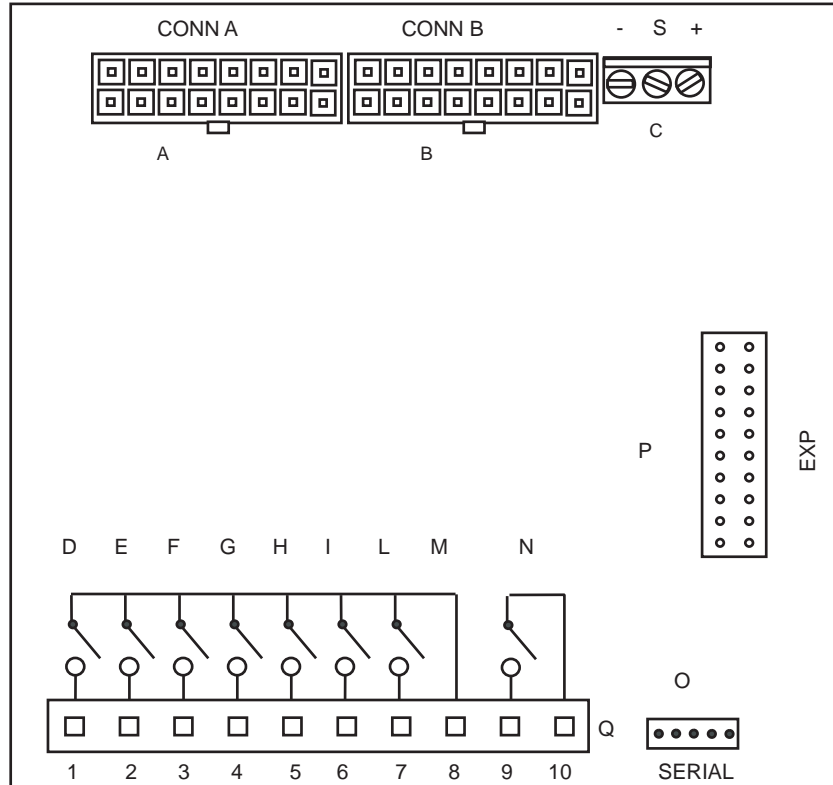 CONN A CONN B - S +
A B C
P EXP
D E F G H I L M N
O
Q
1 2 3 4 5 6 7 8 9 10 SERIAL